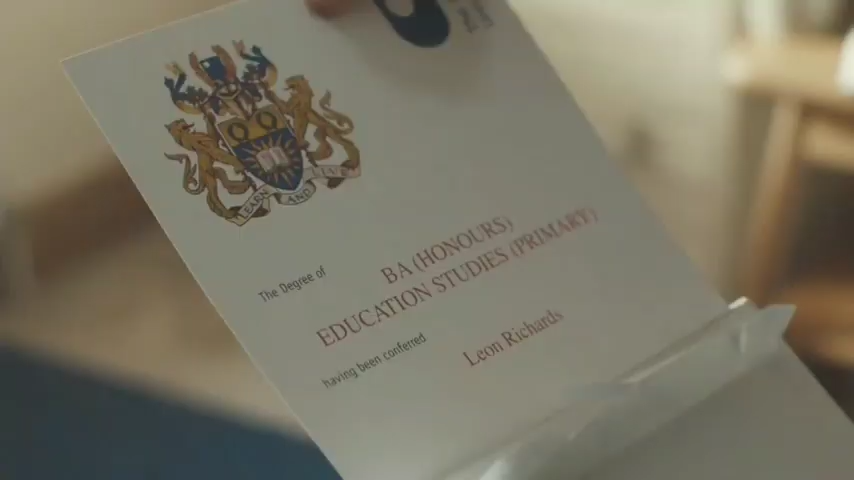 LEARN AND LIVE
The Degree of
BA (HONOURS)
EDUCATION STUDIES (PRIMARY)
having been conferred
Leon Richards